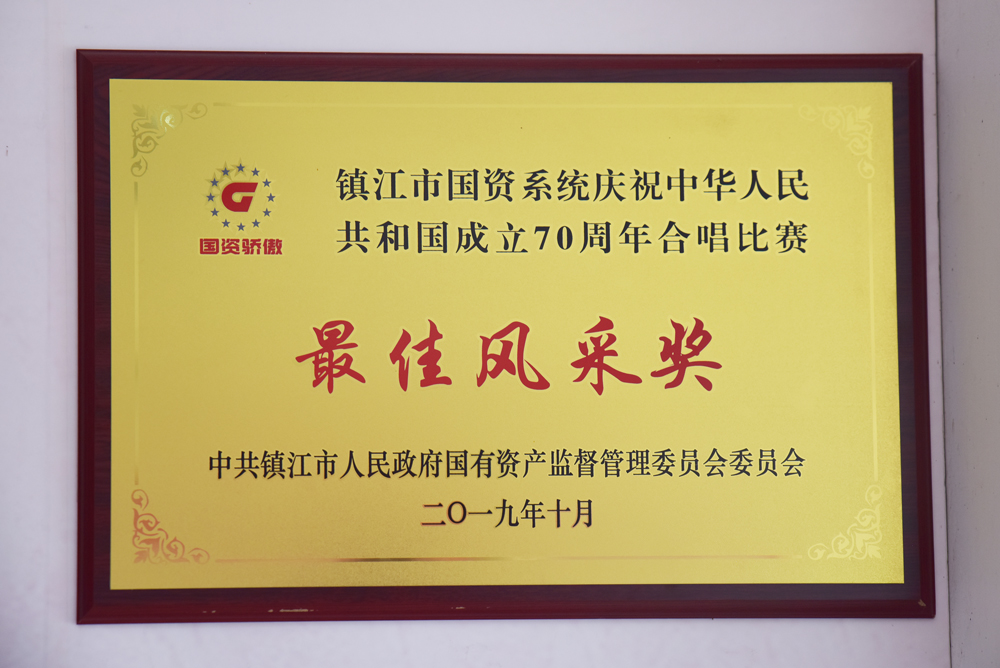 国资骄傲
镇江市国资系统庆祝中华人民
共和国成立70周年合唱比赛
最佳风采奖
中共镇江市人民政府国有资产监督管理委员会委员会
二〇一九年十月